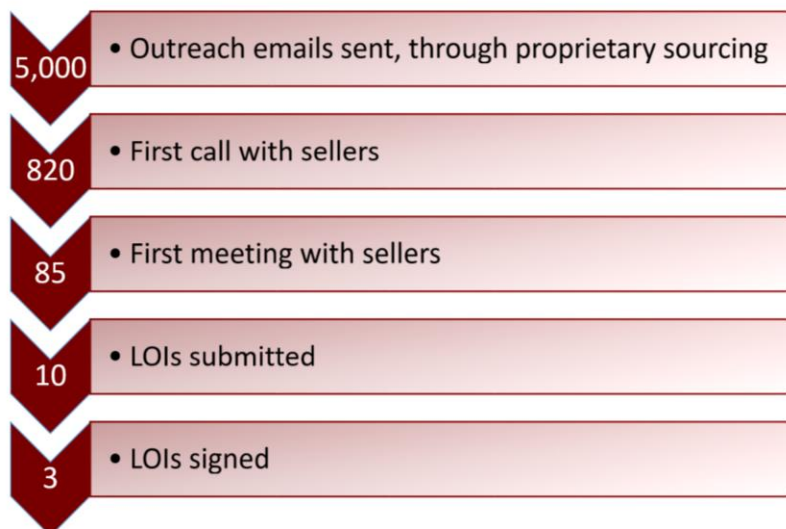 5,000 • Outreach emails sent, through proprietary sourcing
820 • First call with sellers
85 • First meeting with sellers
10 • LOIs submitted
3 • LOIs signed